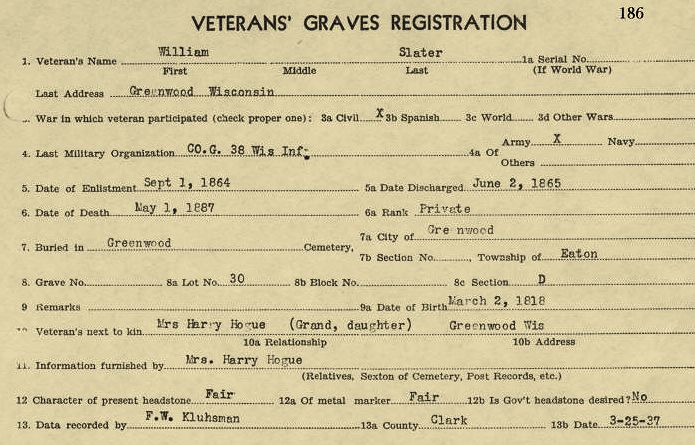 186
VETERANS' GRAVES REGISTRATION
1. Veteran's Name William Slater 1a Serial No.
First Middle Last (If World War)
Last Address Greenwood Wisconsin
War in which veteran participated (check proper one): 3a Civil X 3b Spanish 3c World 3d Other Wars
4. Last Military Organization CO.G. 38 Wis Inf; 4a Of Army X Navy
Others
5. Date of Enlistment Sept 1, 1864 5a Date Discharged June 2, 1865
6. Date of Death May 1, 1887 6a Rank Private
7. Buried in Greenwood Cemetery, 7a City of Greenwood
7b Section No. , Township of Eaton
8. Grave No. 8a Lot No. 30 8b Block No. 8c Section D
9 Remarks 9a Date of Birth March 2, 1818
Veteran's next to kin Mrs Harry Hogue (Grand, daughter) Greenwood Wis
10a Relationship 10b Address
11. Information furnished by Mrs. Harry Hogue
(Relatives, Sexton of Cemetery, Post Records, etc.)
12 Character of present headstone Fair 12a Of metal marker Fair 12b Is Gov't headstone desired? No
13. Data recorded by F.W. Kluhsman 13a County Clark 13b Date 3-25-37